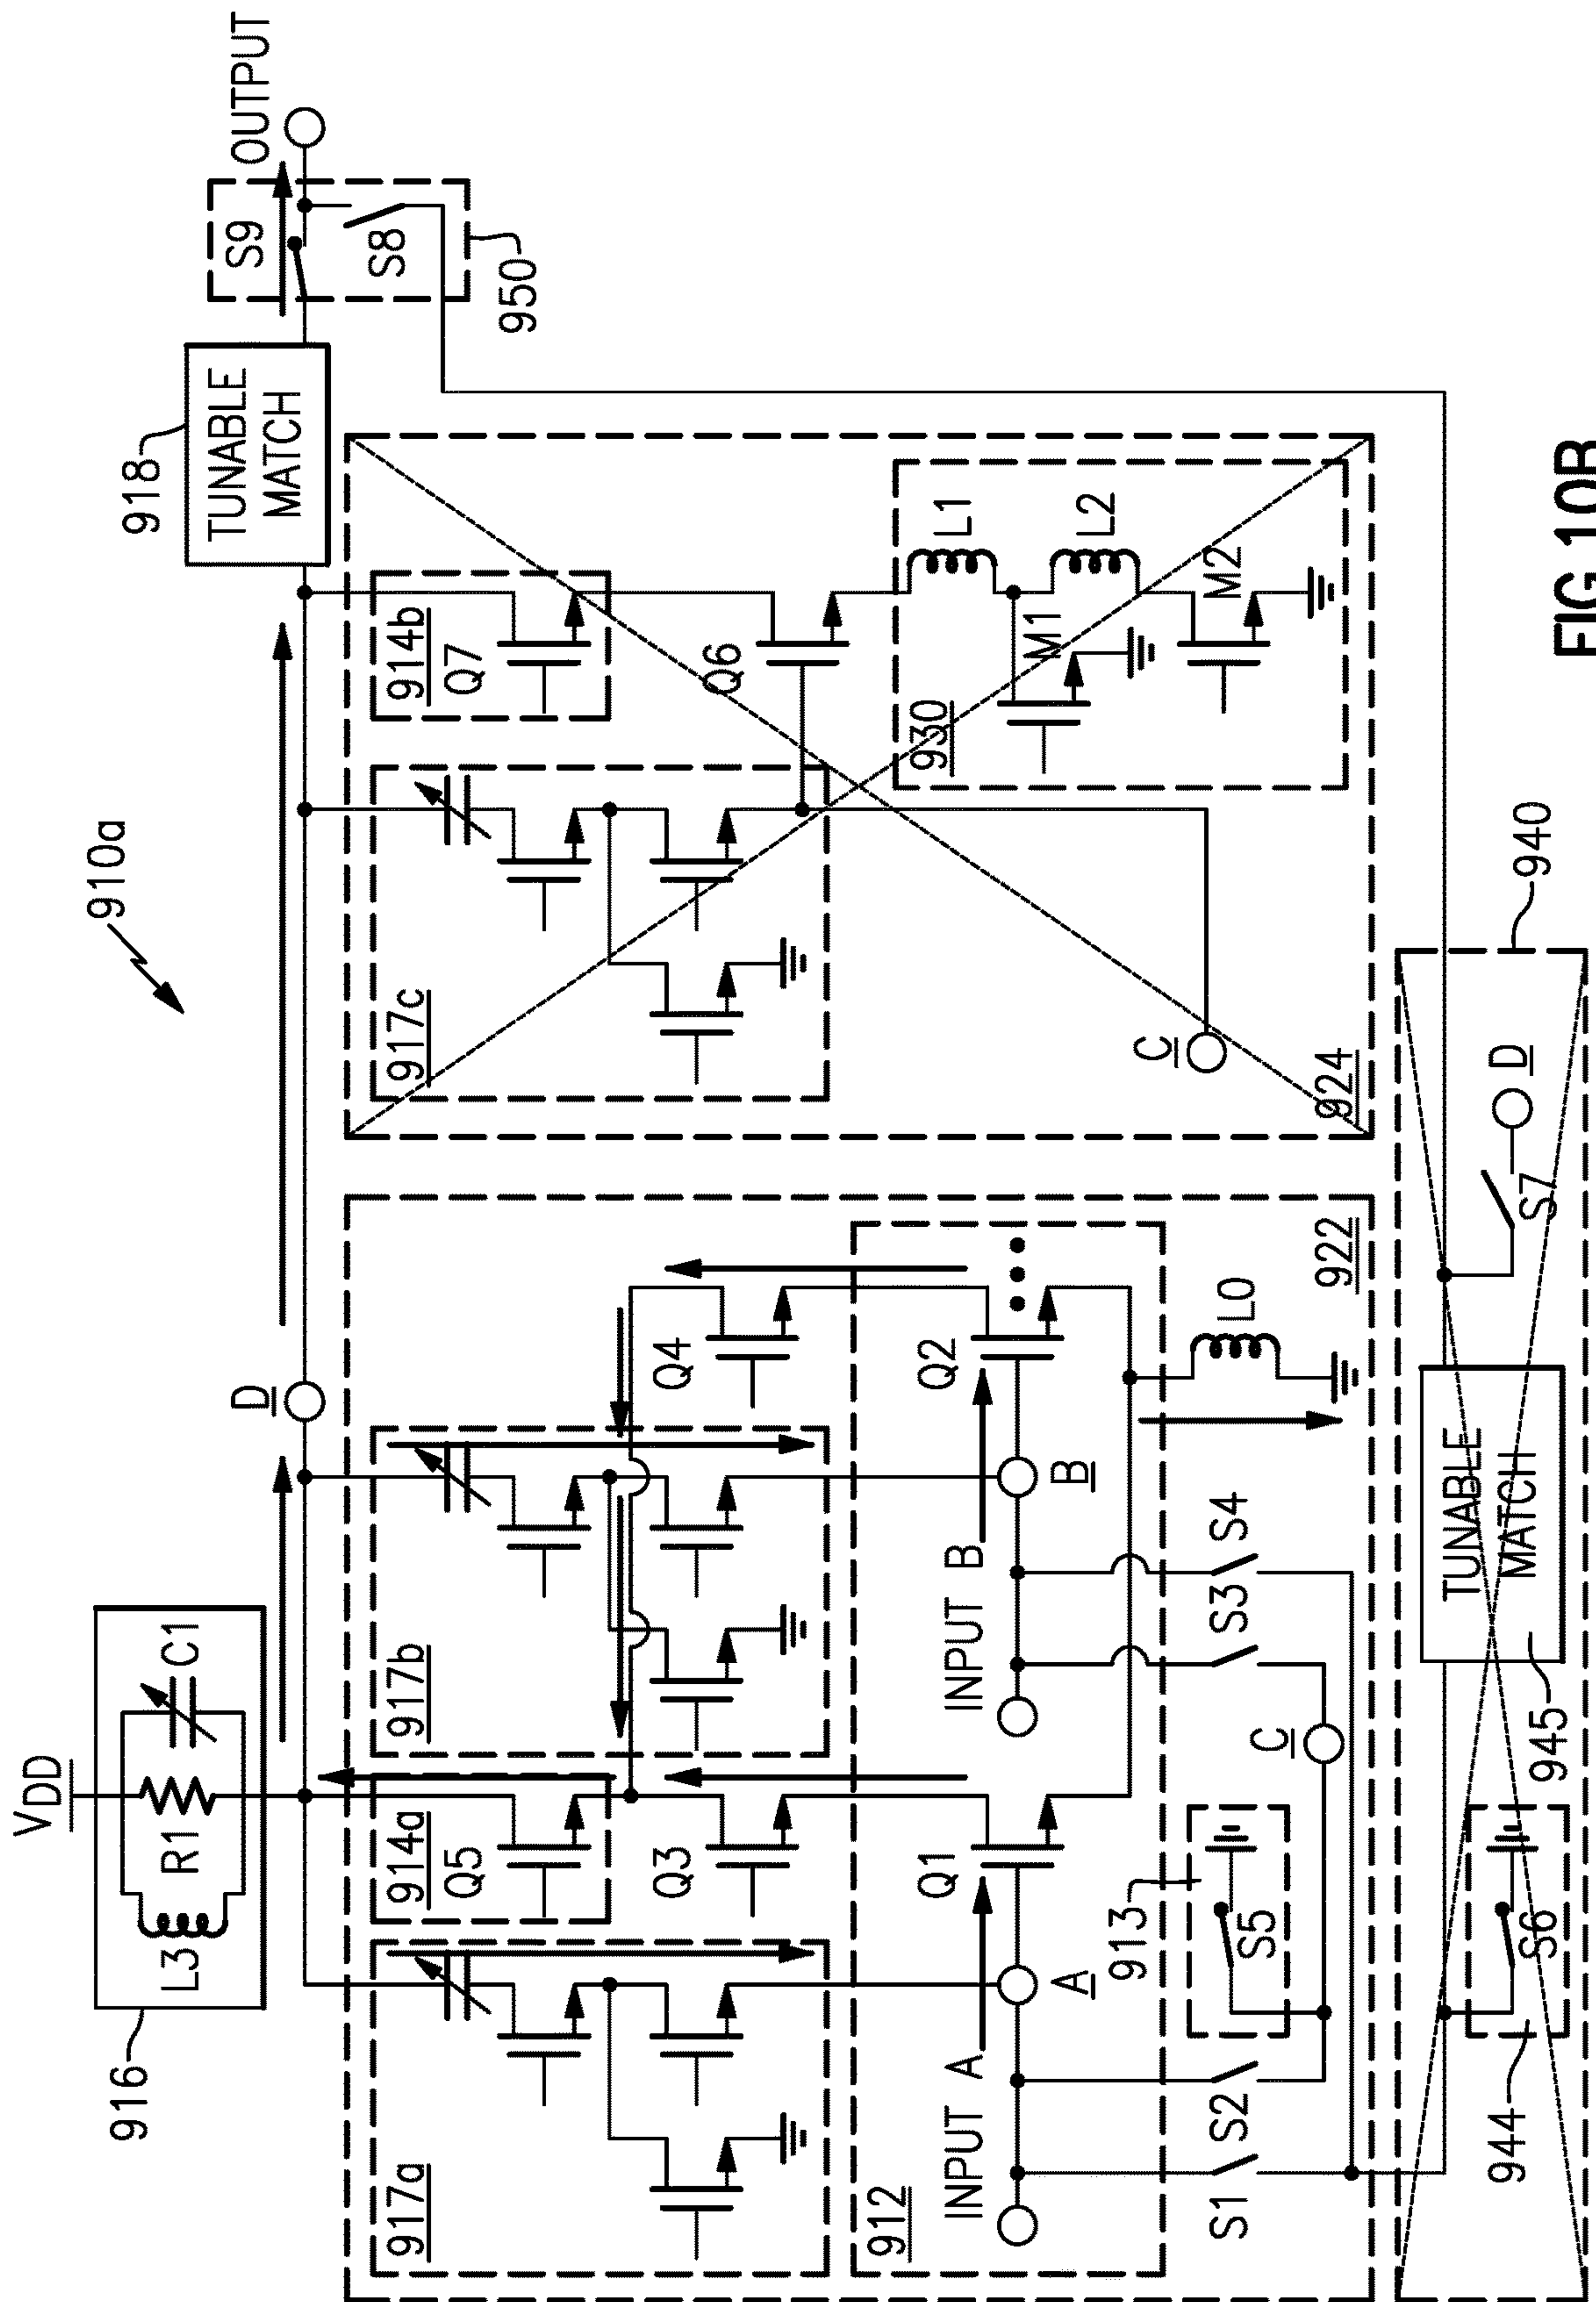 910a
VDD
916
L3
R1
C1
D
918
TUNABLE
MATCH
S9
S8
OUTPUT
950
917a
914a
Q5
917b
Q3
Q4
917c
914b
Q7
Q6
930
L1
L2
M1
M2
912
INPUT A
A
Q1
INPUT B
B
Q2
S1
S2
913
S5
C
S3
S4
L0
922
C
924
944
S6
945
TUNABLE
MATCH
S7
D
940
FIG.10B